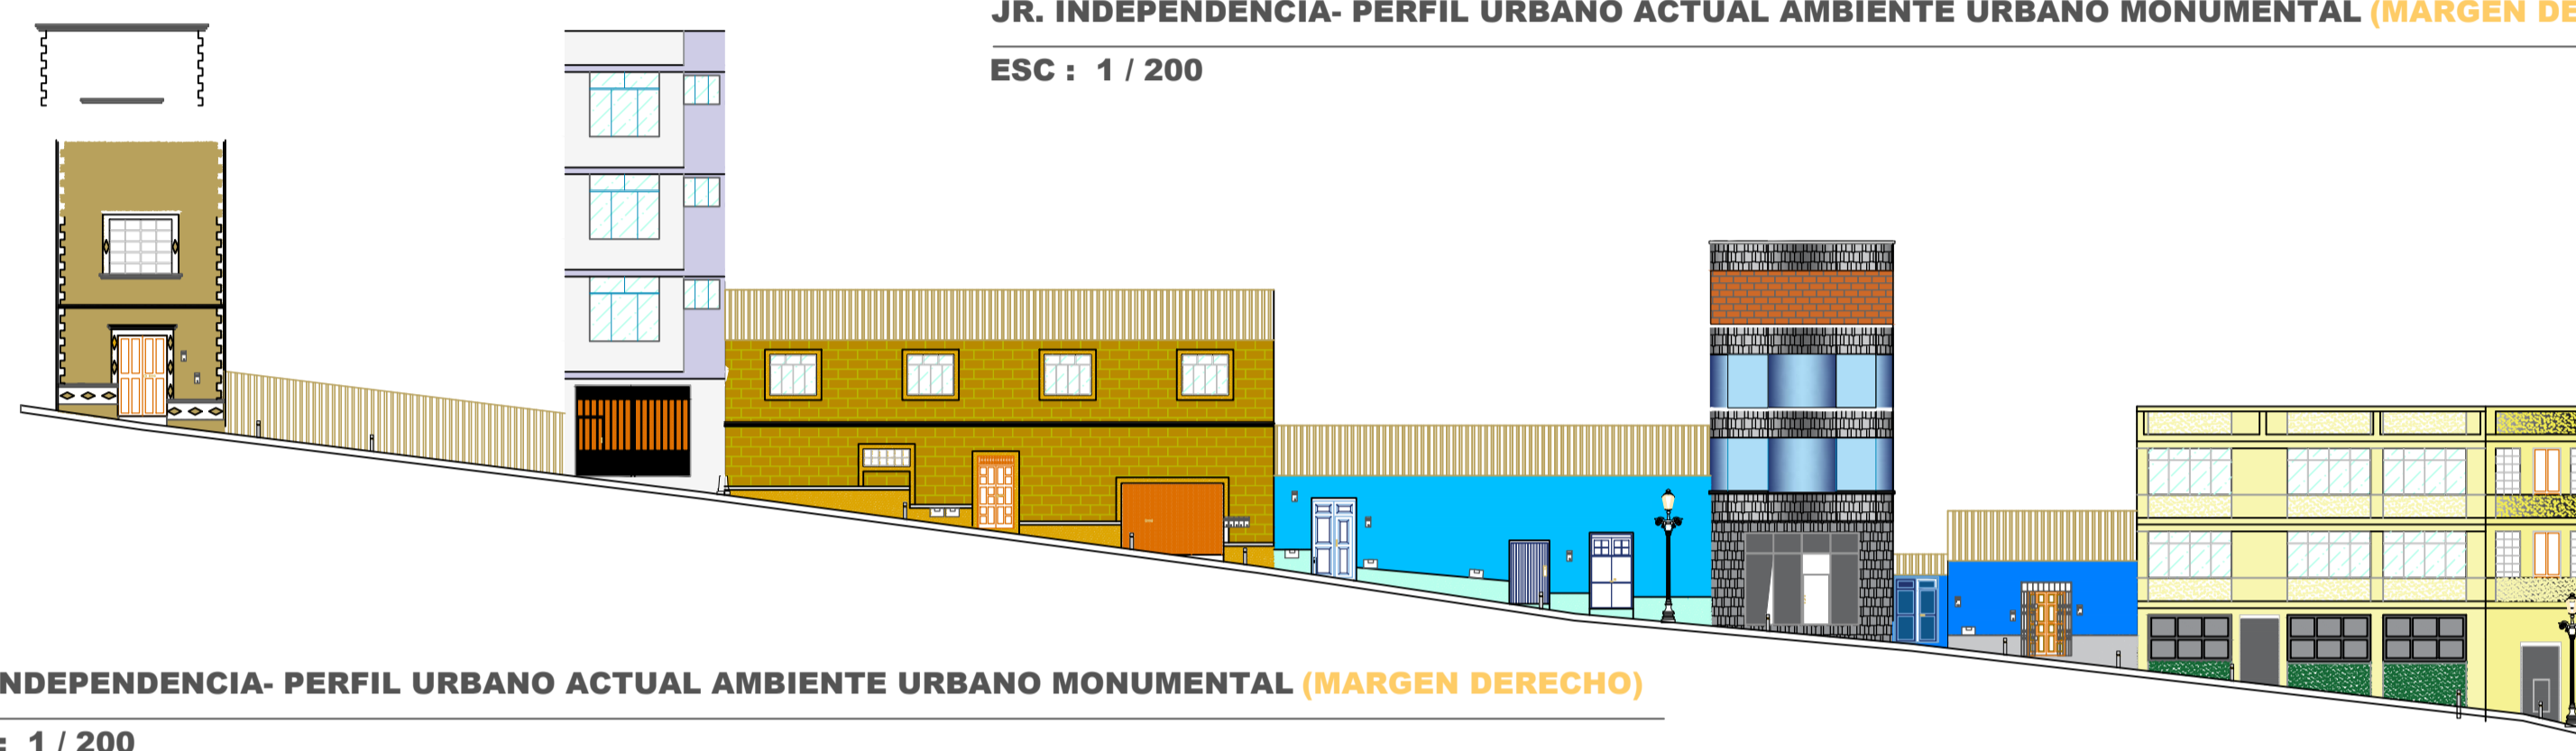 JR. INDEPENDENCIA- PERFIL URBANO ACTUAL AMBIENTE URBANO MONUMENTAL (MARGEN DE
ESC : 1 / 200
NDEPENDENCIA- PERFIL URBANO ACTUAL AMBIENTE URBANO MONUMENTAL (MARGEN DERECHO)
: 1 / 200